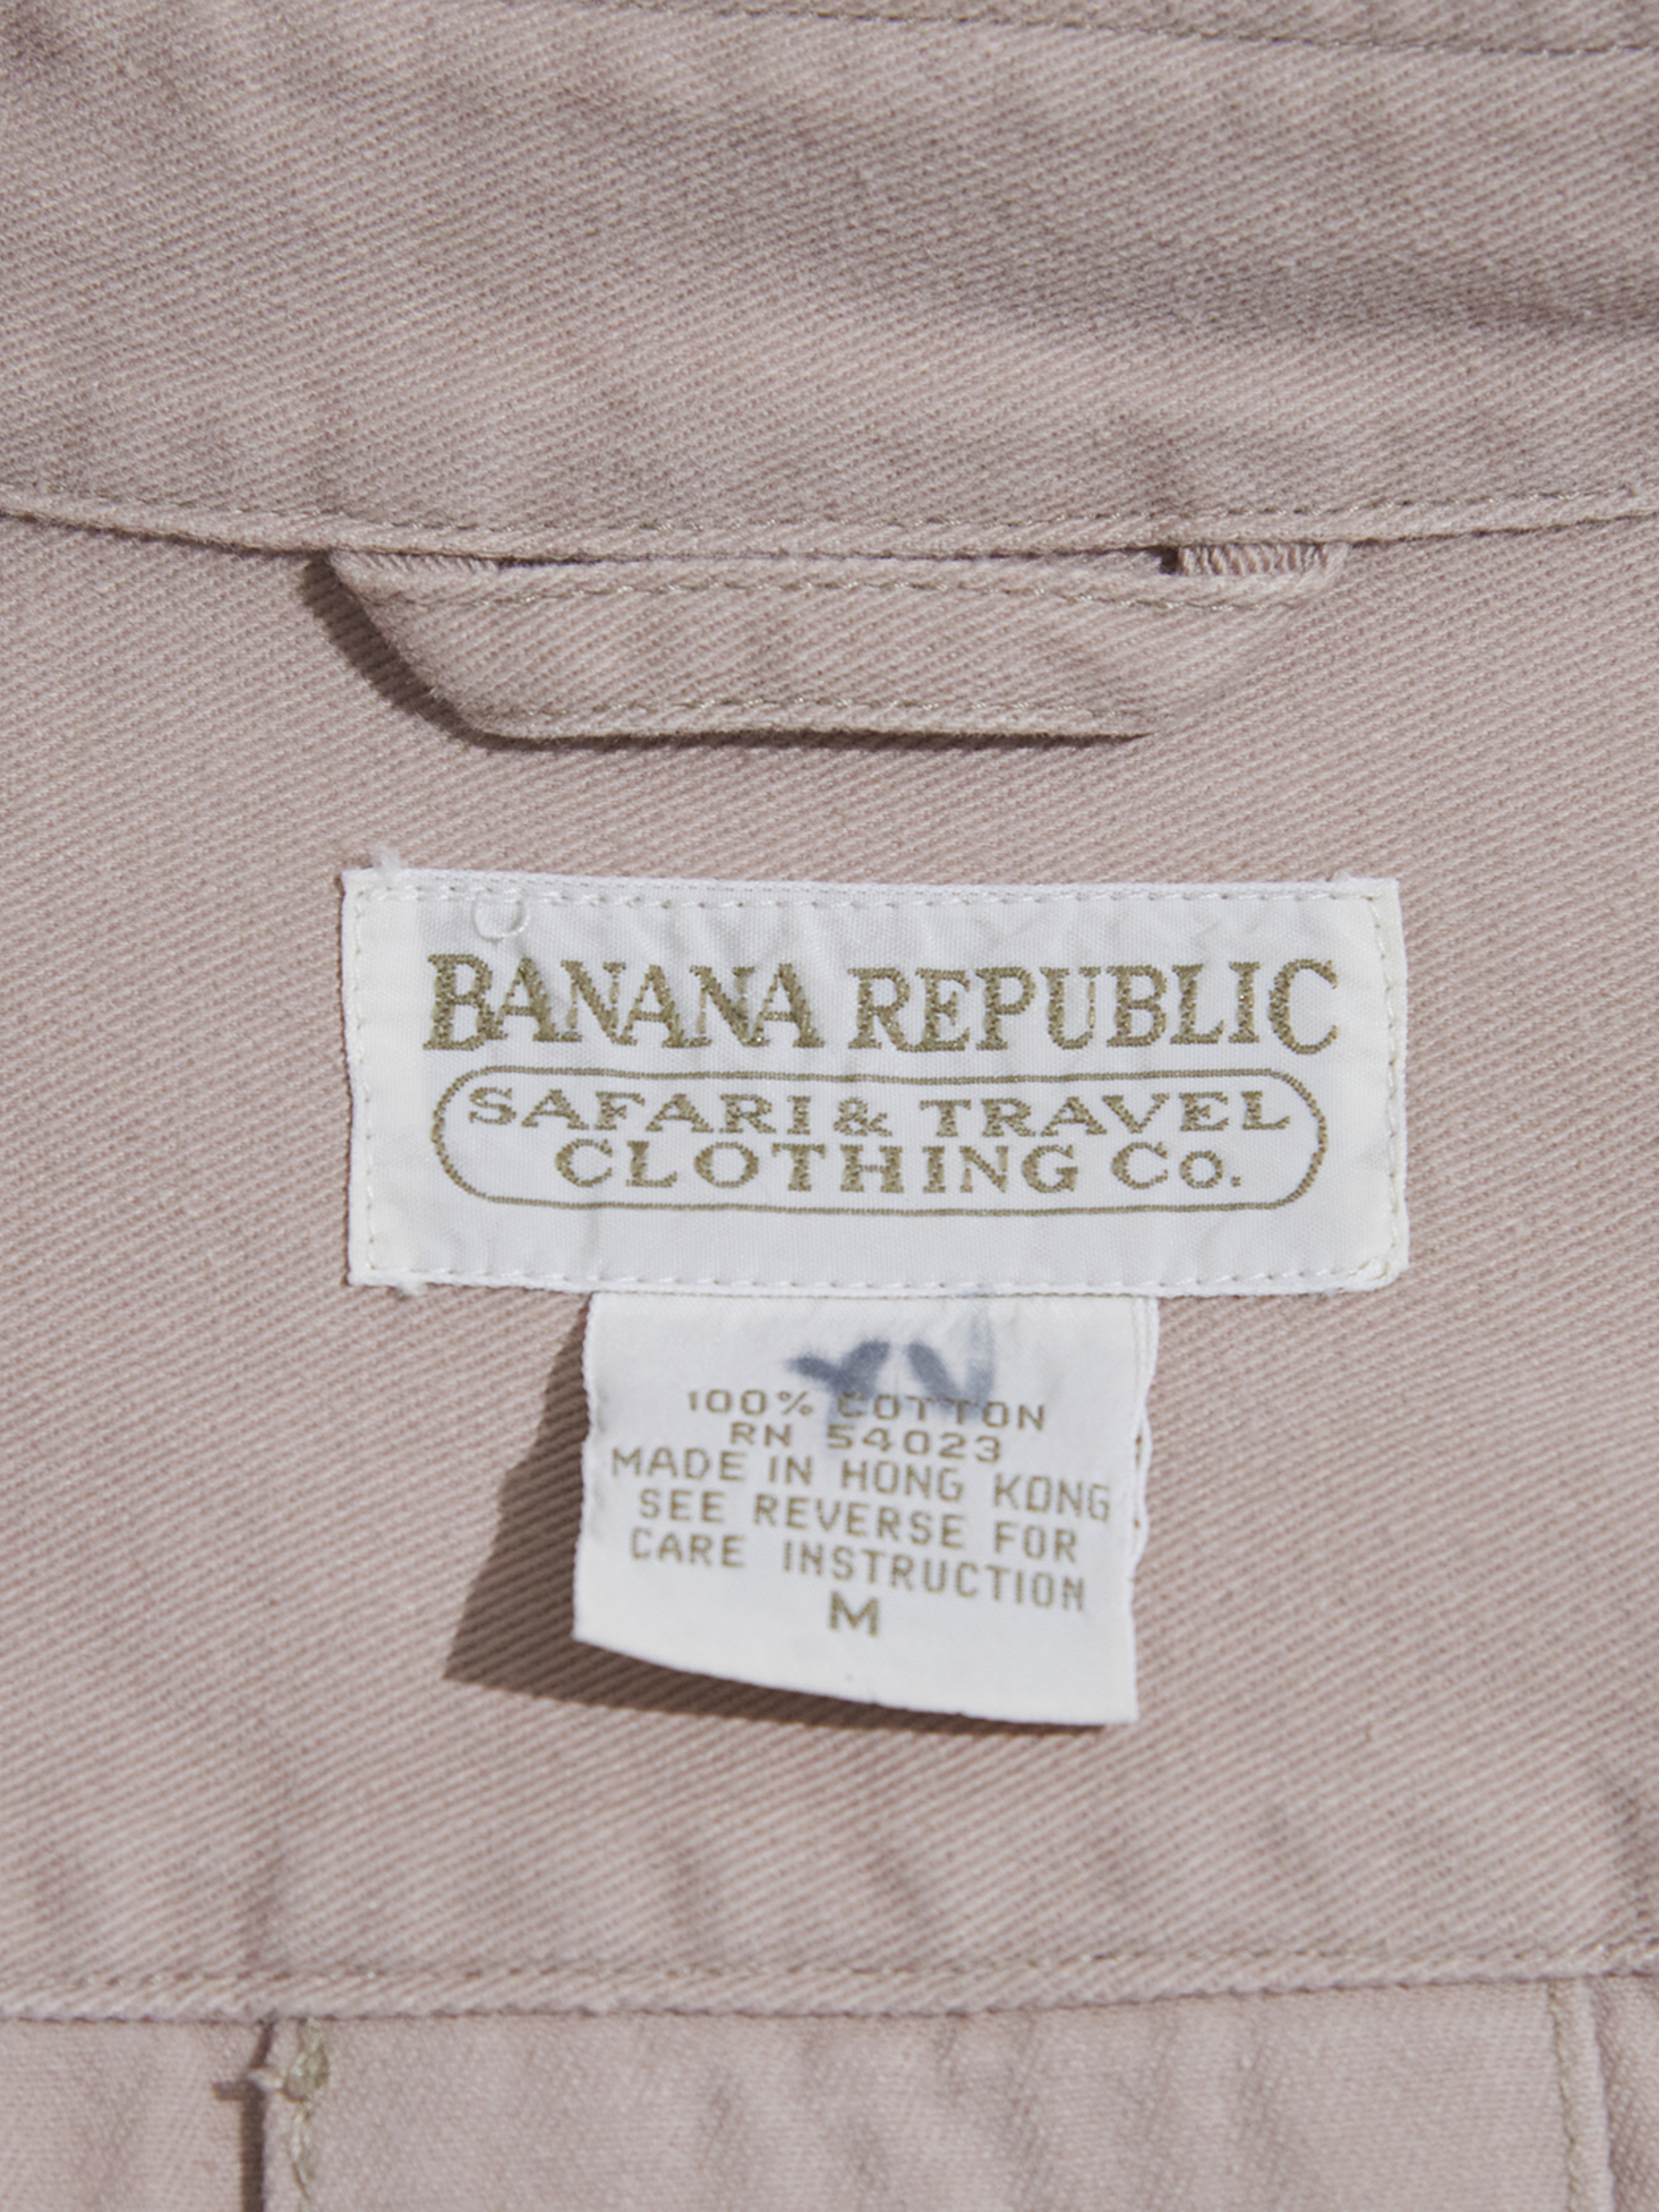 BANANA REPUBLIC
SAFARI & TRAVEL
CLOTHING Co.
100% COTTON
RN 54023
MADE IN HONG KONG
SEE REVERSE FOR
CARE INSTRUCTION
M